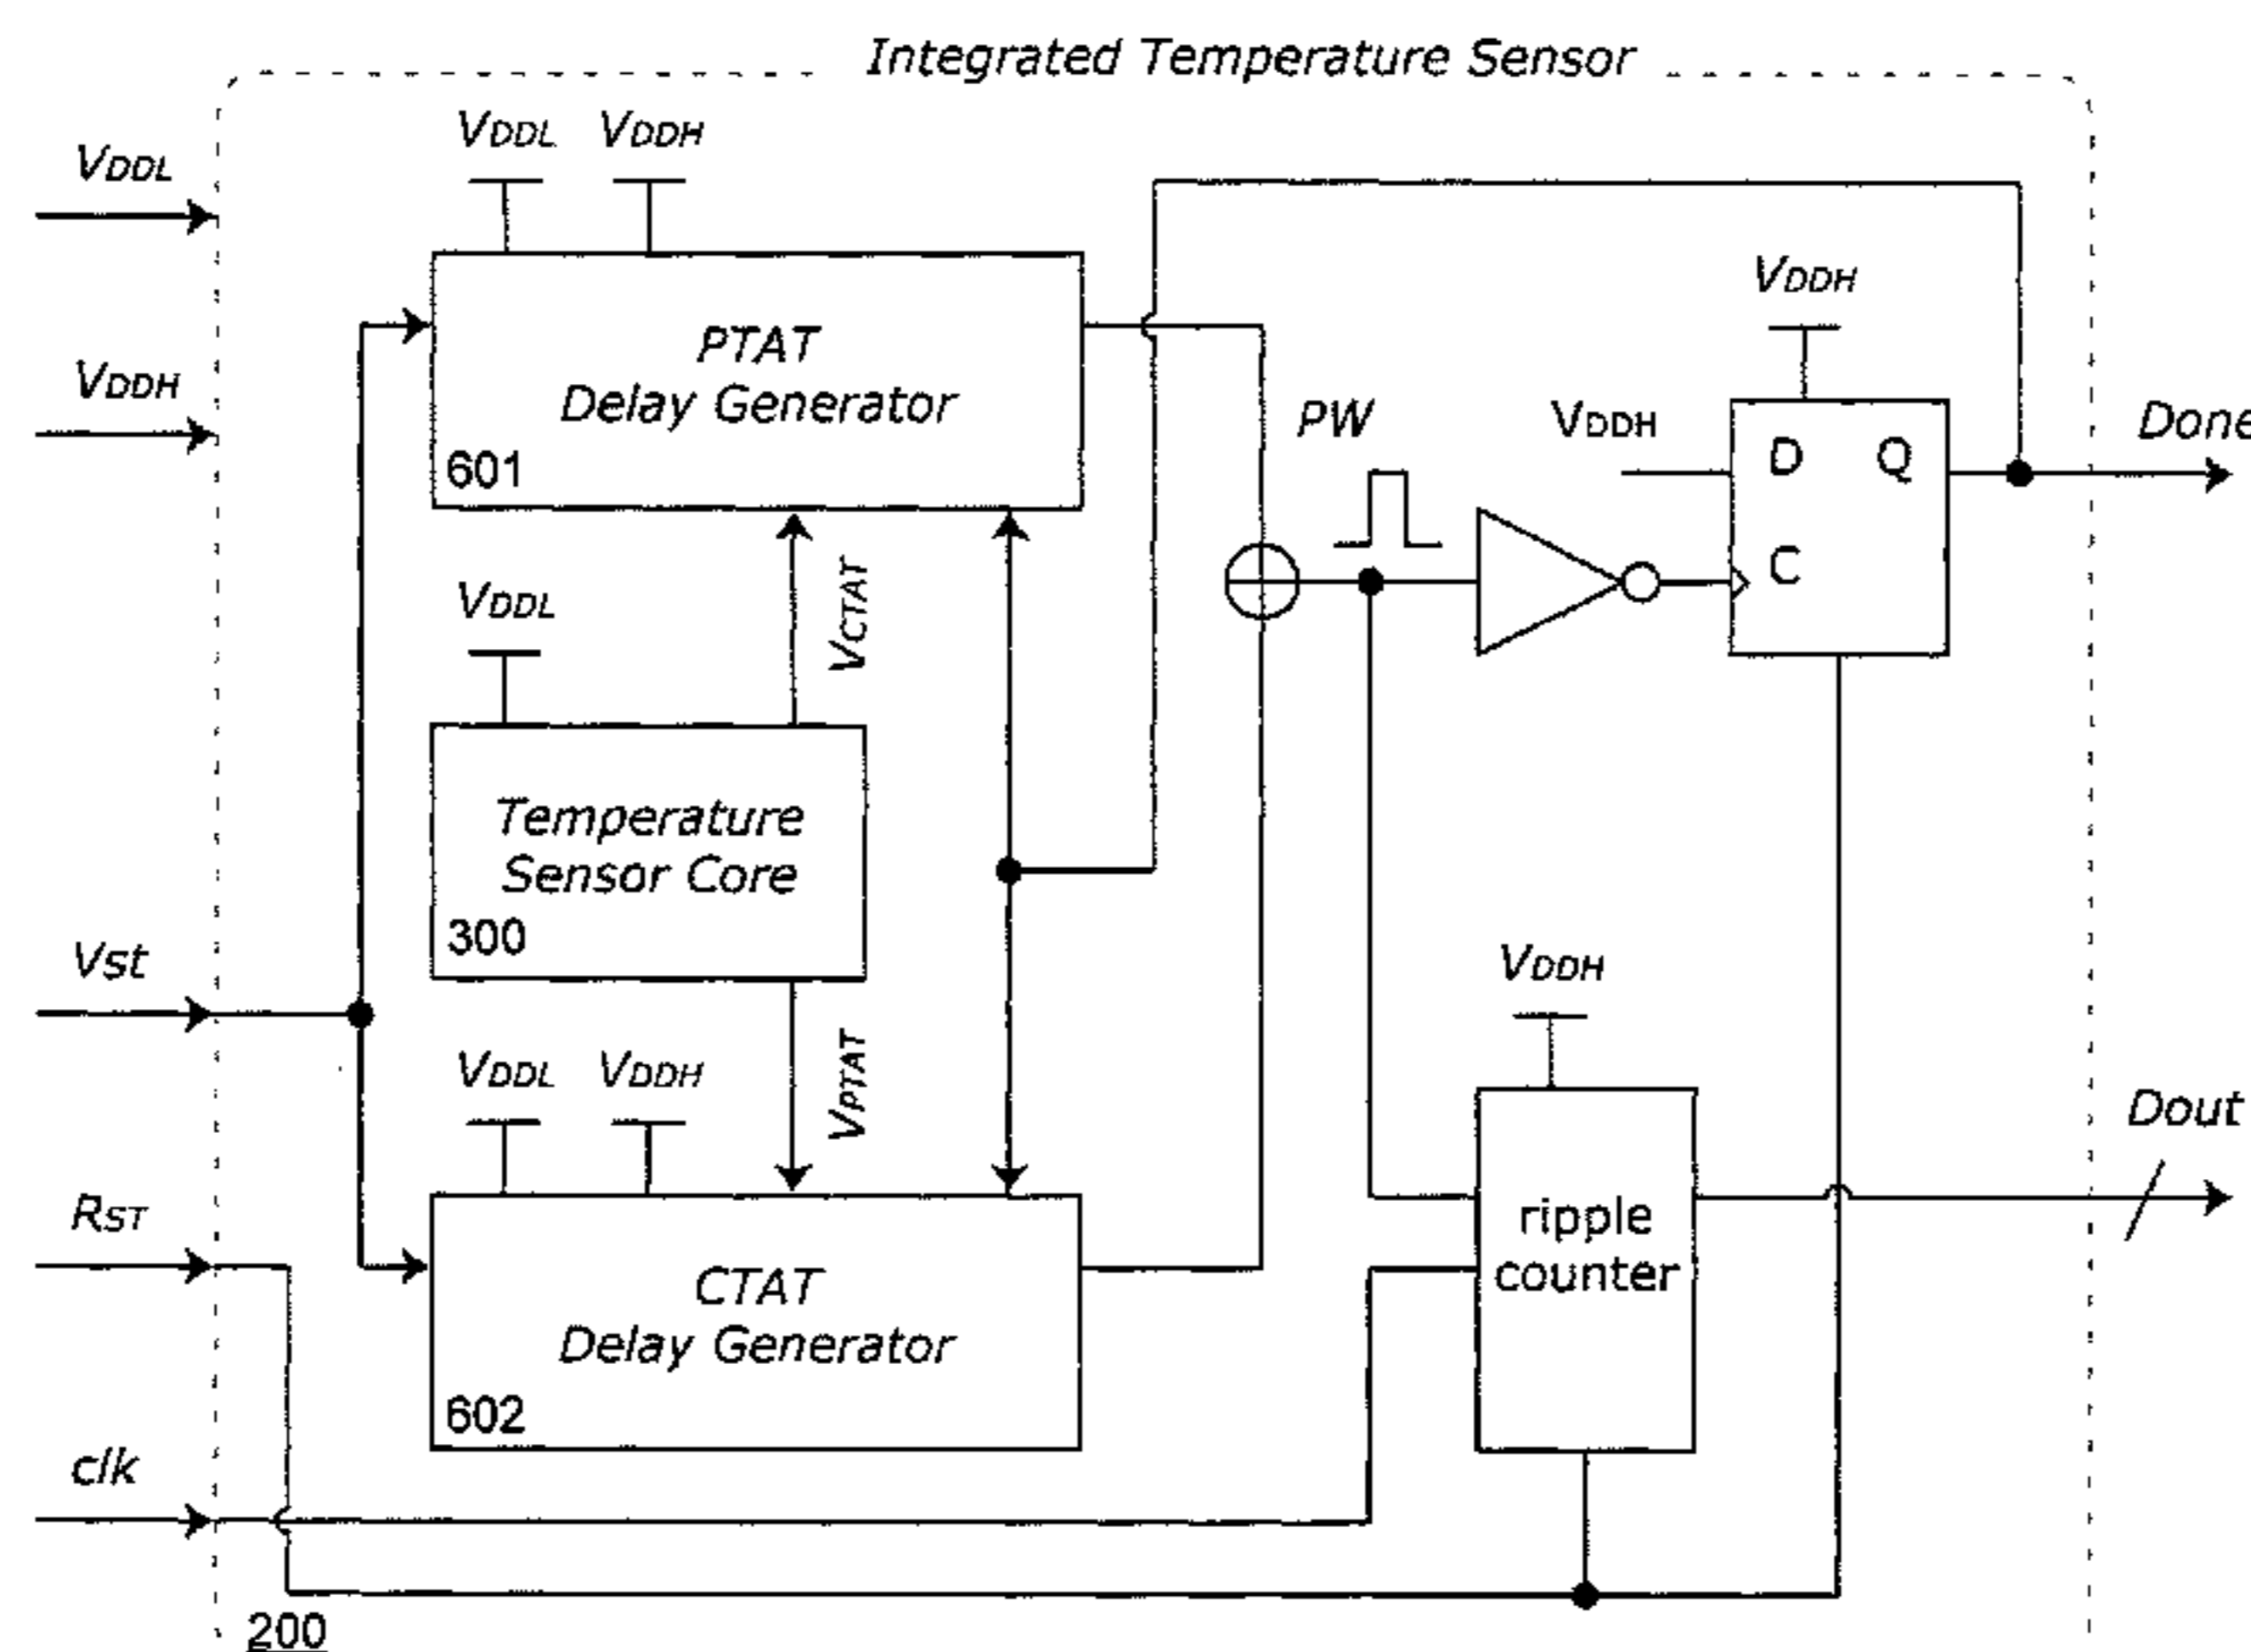 Integrated Temperature Sensor
VDDL
VDDH
VDDL
VDDH
VDDH
PTAT
Delay Generator
601
PW
VDDH
D
Q
C
Done
VDDL
VCTAT
Temperature
Sensor Core
300
Vst
VDDH
VDDL
VDDH
VPTAT
Dout
RST
ripple
counter
CTAT
Delay Generator
602
clk
200